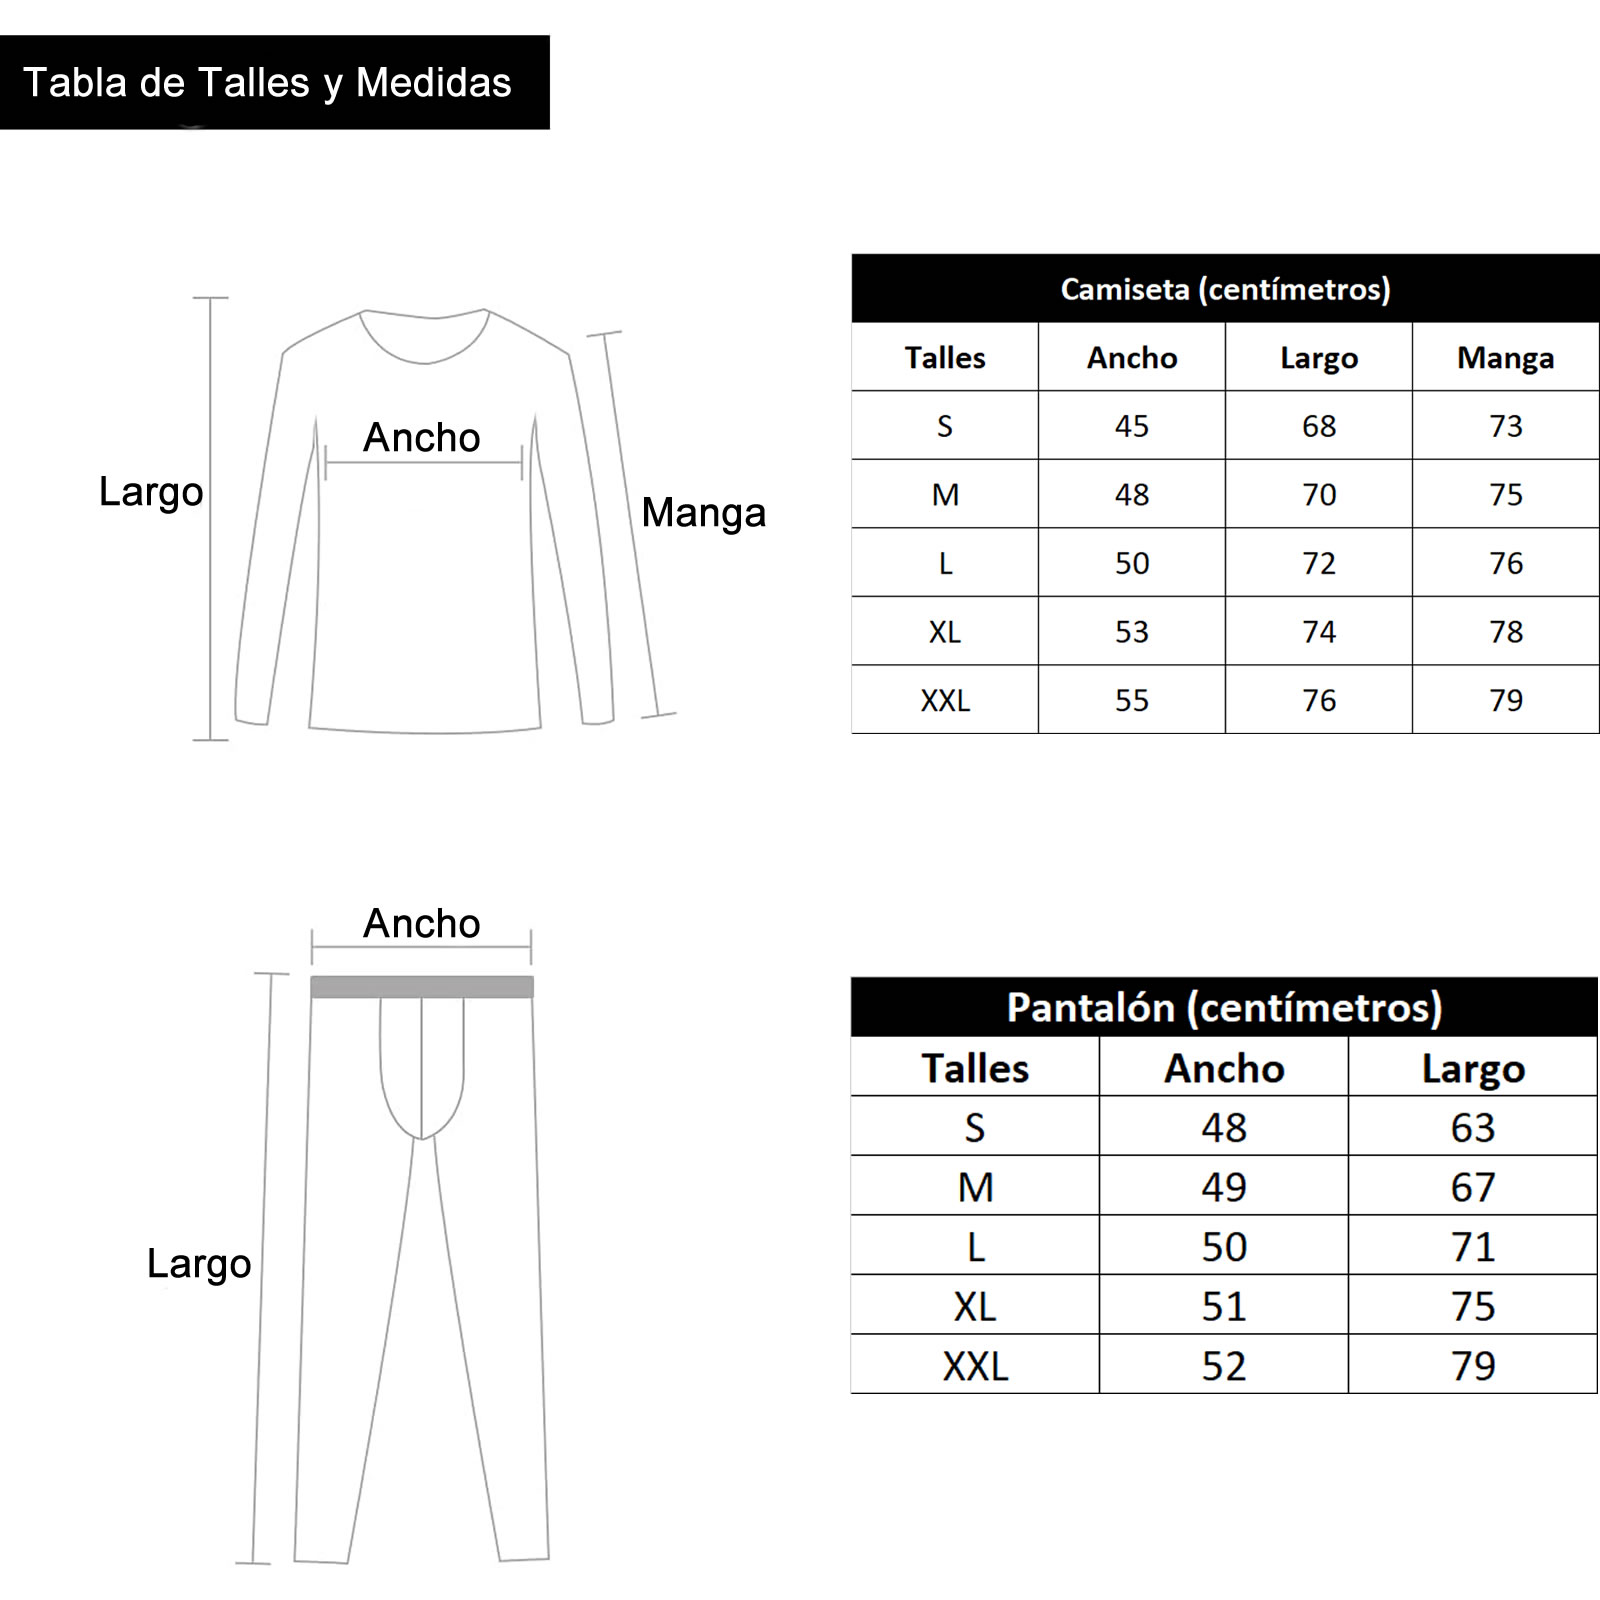 Tabla de Talles y Medidas
Ancho
Largo
Manga
Camiseta (centímetros)
Talles Ancho Largo Manga
S 45 68 73
M 48 70 75
L 50 72 76
XL 53 74 78
XXL 55 76 79
Ancho
Largo
Pantalón (centímetros)
Talles Ancho Largo
S 48 63
M 49 67
L 50 71
XL 51 75
XXL 52 79